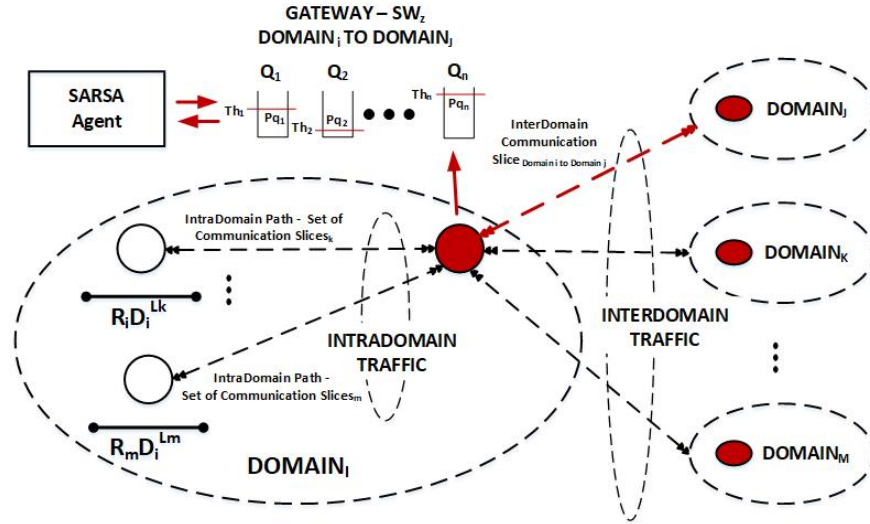 GATEWAY – SWz
DOMAINi TO DOMAINJ
SARSA
Agent
Q1
Q2
Qn
Th1
Pq1
Th2
Pq2
Thn
Pqn
InterDomain
Communication
Slice Domain i to Domain j
DOMAINJ
IntraDomain Path - Set of
Communication Slicesk
DOMAINK
RiDiLk
INTRADOMAIN
TRAFFIC
INTERDOMAIN
TRAFFIC
IntraDomain Path -
Set of Communication Slicesm
RmDiLm
DOMAINI
DOMAINM